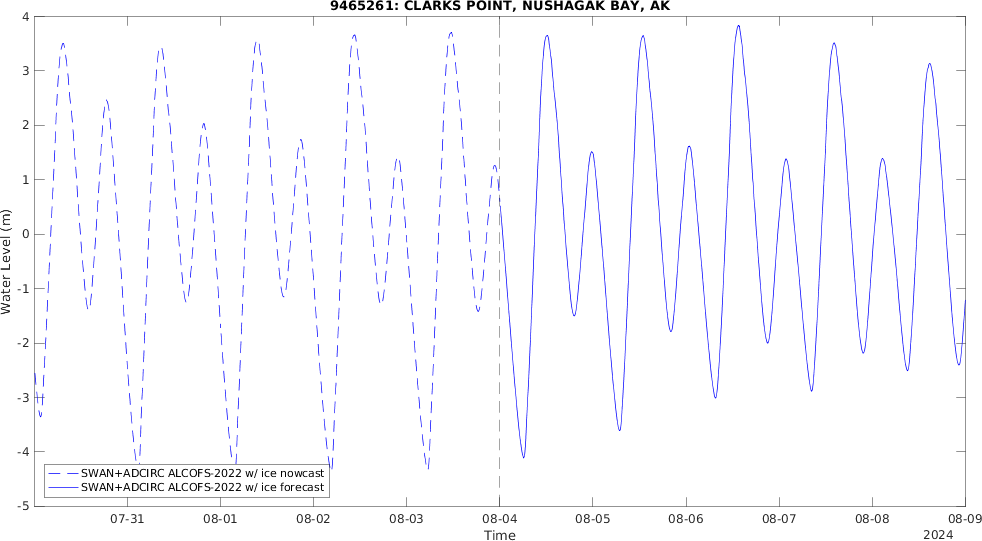 9465261: CLARKS POINT, NUSHAGAK BAY, AK
4
3
2
1
0
-1
-2
-3
-4
-5
Water Level (m)
SWAN+ADCIRC ALCOFS-2022 w/ ice nowcast
SWAN+ADCIRC ALCOFS-2022 w/ ice forecast
07-31 08-01 08-02 08-03 08-04 08-05 08-06 08-07 08-08 08-09
Time
2024